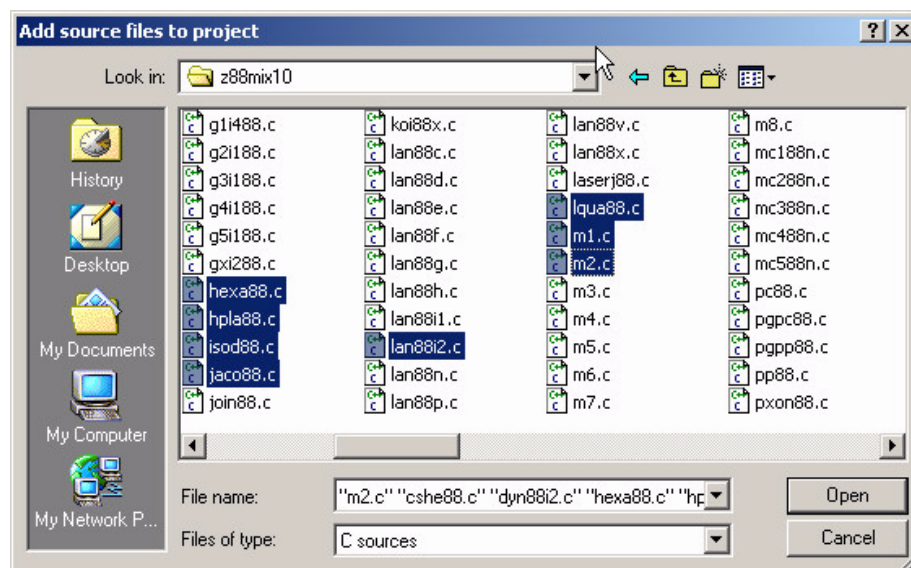 Add source files to project
Look in: z88mix10
History
Desktop
My Documents
My Computer
My Network P...
g1i488.c
g2i188.c
g3i188.c
g4i188.c
g5i188.c
gxi288.c
hexa88.c
hpla88.c
isod88.c
jaco88.c
join88.c
koi88x.c
lan88c.c
lan88d.c
lan88e.c
lan88f.c
lan88g.c
lan88h.c
lan88i1.c
lan88i2.c
lan88n.c
lan88p.c
lan88v.c
lan88x.c
laserj88.c
lqua88.c
m1.c
m2.c
m3.c
m4.c
m5.c
m6.c
m7.c
m8.c
mc188n.c
mc288n.c
mc388n.c
mc488n.c
mc588n.c
pc88.c
pgpc88.c
pgpp88.c
pp88.c
pxon88.c
File name: "m2.c" "cshe88.c" "dyn88i2.c" "hexa88.c" "hp
Open
Files of type: C sources
Cancel